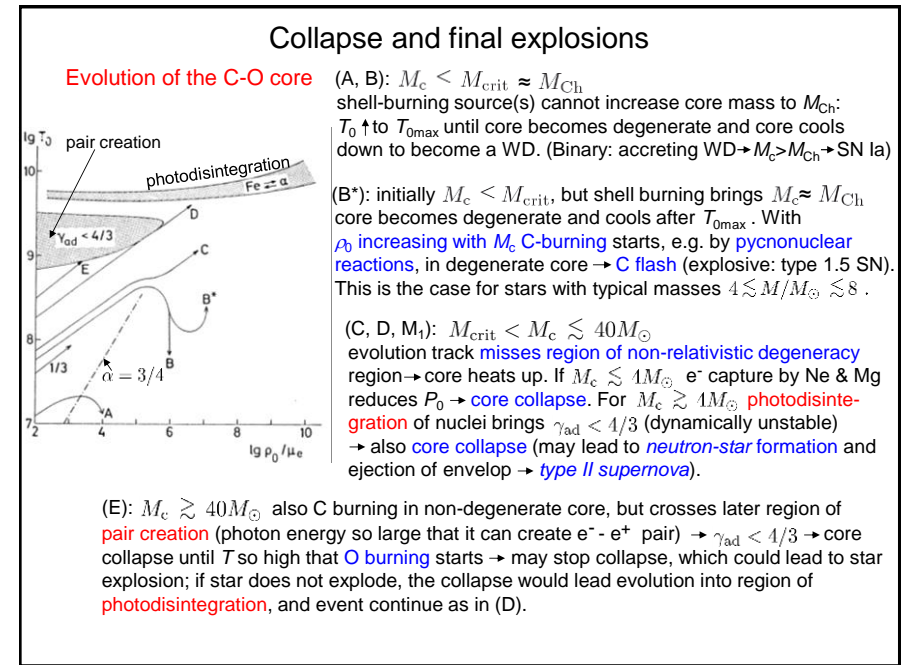 Collapse and final explosions
Evolution of the C-O core
lg T₀
pair creation
10
photodisintegration
Fe ⇌ α
D
γad < 4/3
9
E
C
B*
8
1/3
α = 3/4
B
A
7
2 4 6 8 10
lg ρ₀/μe
(A, B): Mc < Mcrit ≈ MCh
shell-burning source(s) cannot increase core mass to MCh:
T₀ ↑ to T0max until core becomes degenerate and core cools
down to become a WD. (Binary: accreting WD→Mc>MCh→SN Ia)
(B*): initially Mc < Mcrit, but shell burning brings Mc ≈ MCh
core becomes degenerate and cools after T0max . With
ρ₀ increasing with Mc C-burning starts, e.g. by pycnonuclear
reactions, in degenerate core → C flash (explosive: type 1.5 SN).
This is the case for stars with typical masses 4 ≲ M/M☉ ≲ 8 .
(C, D, M₁): Mcrit < Mc ≲ 40M☉
evolution track misses region of non-relativistic degeneracy
region→core heats up. If Mc ≲ 4M☉ e⁻ capture by Ne & Mg
reduces P₀ → core collapse. For Mc ≳ 4M☉ photodisinte-
gration of nuclei brings γad < 4/3 (dynamically unstable)
→ also core collapse (may lead to neutron-star formation and
ejection of envelop → type II supernova).
(E): Mc ≳ 40M☉ also C burning in non-degenerate core, but crosses later region of
pair creation (photon energy so large that it can create e⁻ - e⁺ pair) → γad < 4/3 → core
collapse until T so high that O burning starts → may stop collapse, which could lead to star
explosion; if star does not explode, the collapse would lead evolution into region of
photodisintegration, and event continue as in (D).